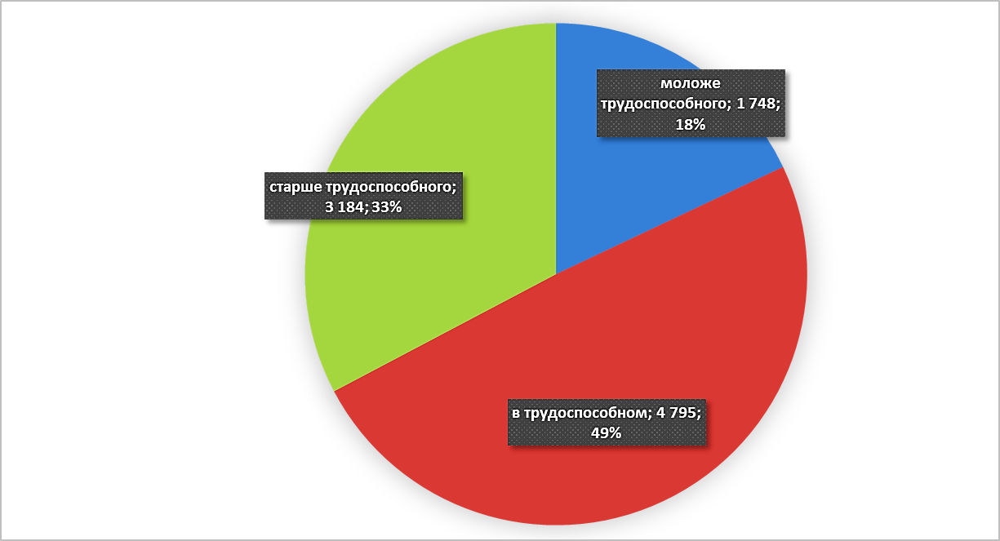 моложе
трудоспособного; 1 748;
18%
старше трудоспособного;
3 184; 33%
в трудоспособном; 4 795;
49%